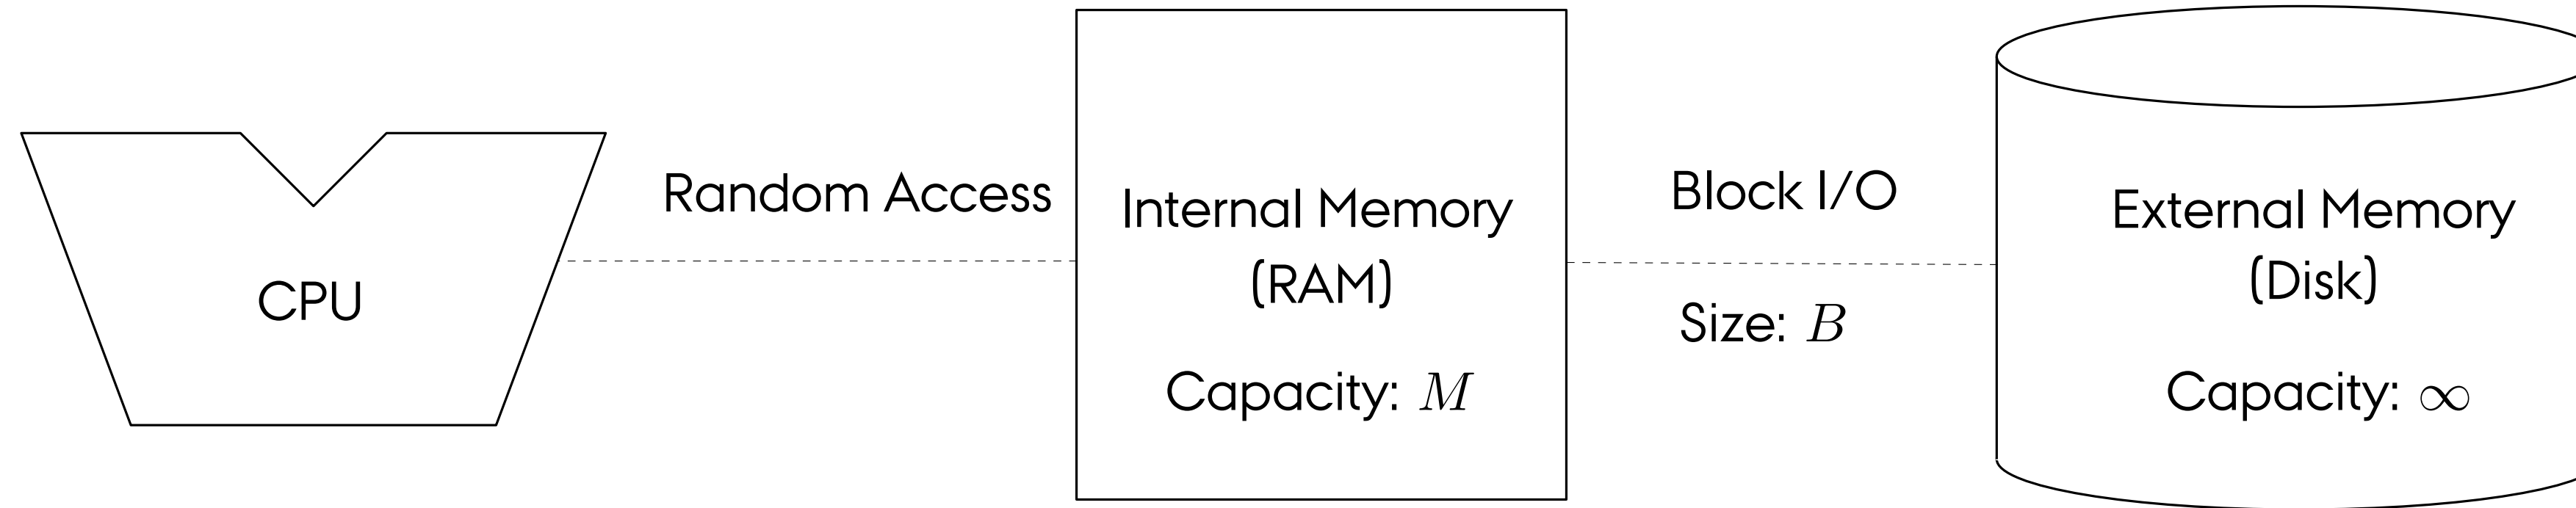 CPU
Random Access
Internal Memory
(RAM)
Capacity: M
Block I/O
Size: B
External Memory
(Disk)
Capacity: ∞